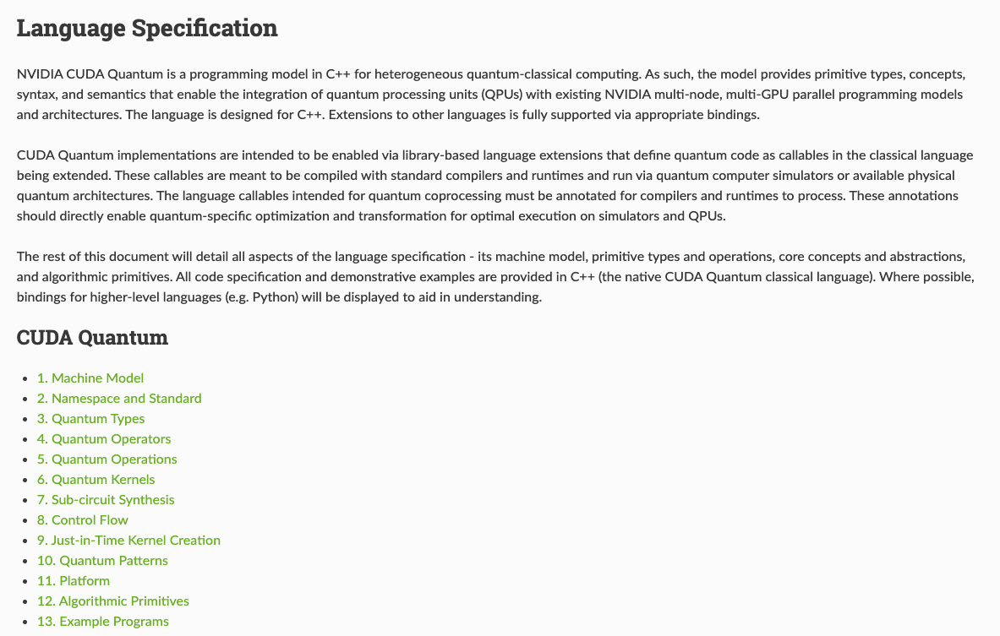 Language Specification
NVIDIA CUDA Quantum is a programming model in C++ for heterogeneous quantum-classical computing. As such, the model provides primitive types, concepts,
syntax, and semantics that enable the integration of quantum processing units (QPUs) with existing NVIDIA multi-node, multi-GPU parallel programming models
and architectures. The language is designed for C++. Extensions to other languages is fully supported via appropriate bindings.
CUDA Quantum implementations are intended to be enabled via library-based language extensions that define quantum code as callables in the classical language
being extended. These callables are meant to be compiled with standard compilers and runtimes and run via quantum computer simulators or available physical
quantum architectures. The language callables intended for quantum coprocessing must be annotated for compilers and runtimes to process. These annotations
should directly enable quantum-specific optimization and transformation for optimal execution on simulators and QPUs.
The rest of this document will detail all aspects of the language specification - its machine model, primitive types and operations, core concepts and abstractions,
and algorithmic primitives. All code specification and demonstrative examples are provided in C++ (the native CUDA Quantum classical language). Where possible,
bindings for higher-level languages (e.g. Python) will be displayed to aid in understanding.
CUDA Quantum
• 1. Machine Model
• 2. Namespace and Standard
• 3. Quantum Types
• 4. Quantum Operators
• 5. Quantum Operations
• 6. Quantum Kernels
• 7. Sub-circuit Synthesis
• 8. Control Flow
• 9. Just-in-Time Kernel Creation
• 10. Quantum Patterns
• 11. Platform
• 12. Algorithmic Primitives
• 13. Example Programs